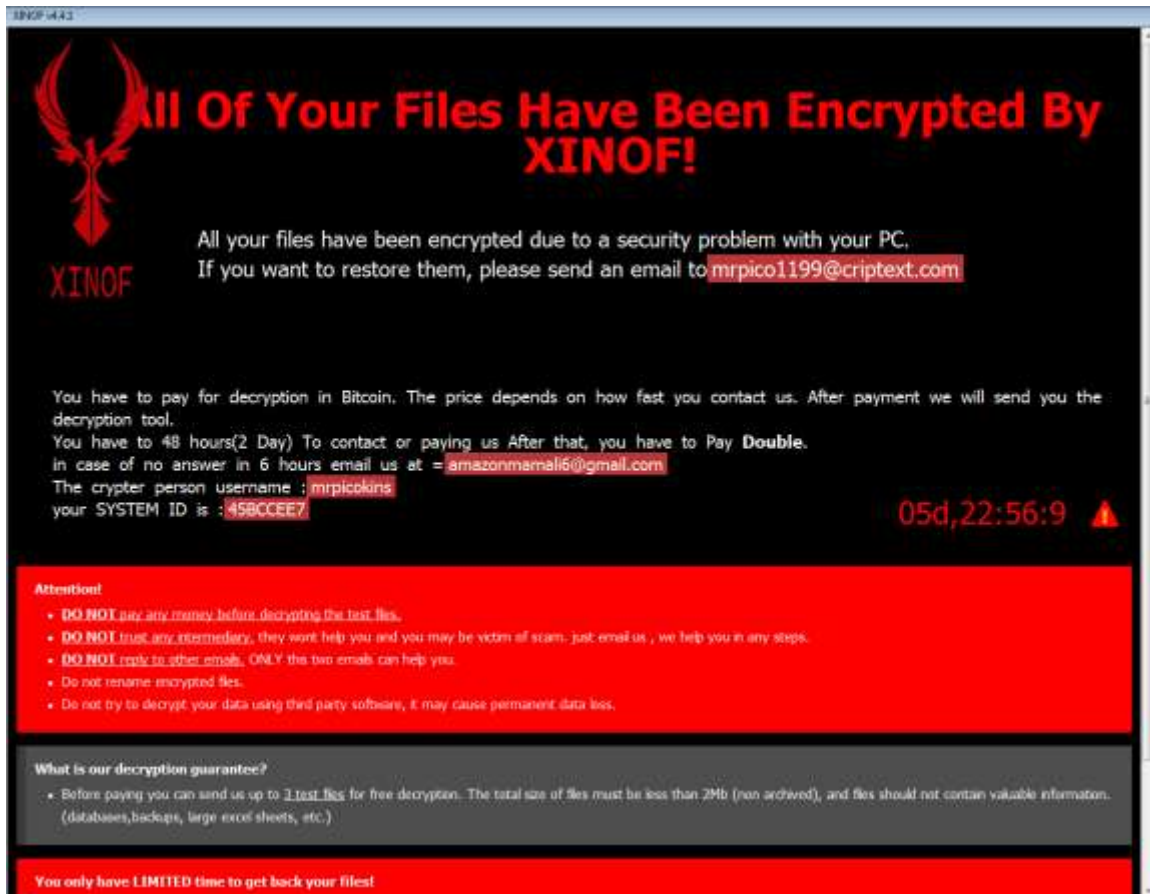 XINOF v4.4.1
All Of Your Files Have Been Encrypted By
XINOF!
XINOF
All your files have been encrypted due to a security problem with your PC.
If you want to restore them, please send an email to mrpico1199@criptext.com
You have to pay for decryption in Bitcoin. The price depends on how fast you contact us. After payment we will send you the
decryption tool.
You have to 48 hours(2 Day) To contact or paying us After that, you have to Pay Double.
in case of no answer in 6 hours email us at = amazonmamali6@gmail.com
The crypter person username : mrpicokins
your SYSTEM ID is : 45BCCEE7
05d,22:56:9
Attention!
• DO NOT pay any money before decrypting the test files.
• DO NOT trust any intermediary. they wont help you and you may be victim of scam. just email us , we help you in any steps.
• DO NOT reply to other emails. ONLY this two emails can help you.
• Do not rename encrypted files.
• Do not try to decrypt your data using third party software, it may cause permanent data loss.
What is our decryption guarantee?
• Before paying you can send us up to 3 test files for free decryption. The total size of files must be less than 2Mb (non archived), and files should not contain valuable information.
(databases,backups, large excel sheets, etc.)
You only have LIMITED time to get back your files!